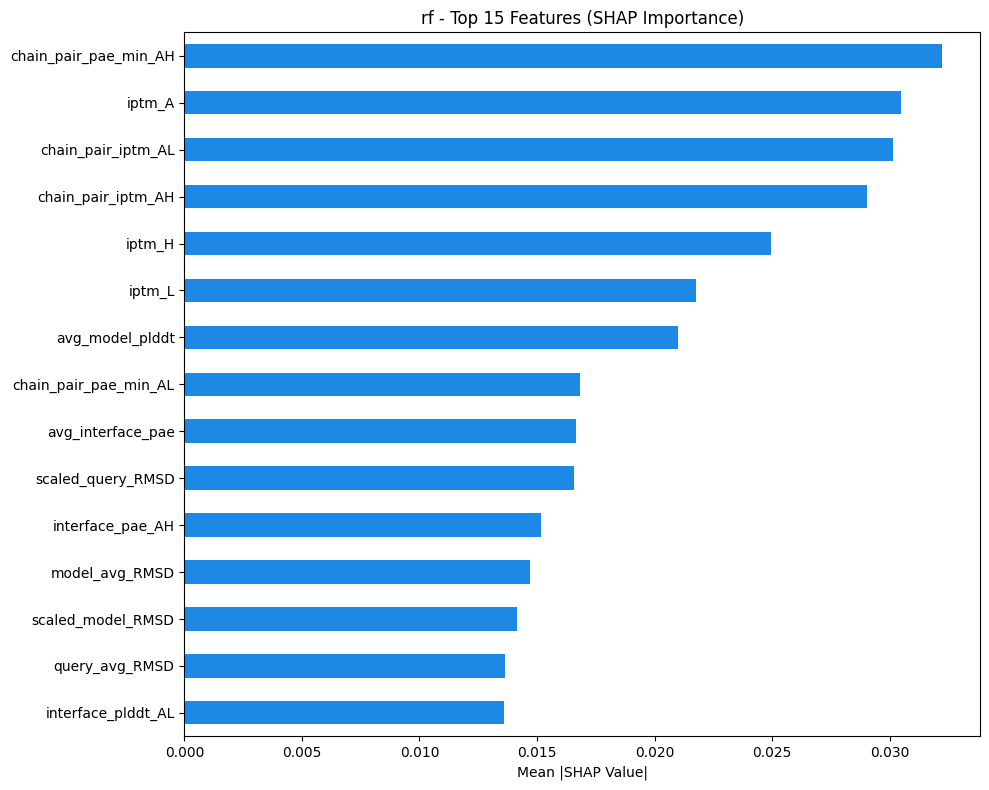 rf - Top 15 Features (SHAP Importance)
chain_pair_pae_min_AH
iptm_A
chain_pair_iptm_AL
chain_pair_iptm_AH
iptm_H
iptm_L
avg_model_plddt
chain_pair_pae_min_AL
avg_interface_pae
scaled_query_RMSD
interface_pae_AH
model_avg_RMSD
scaled_model_RMSD
query_avg_RMSD
interface_plddt_AL
0.000 0.005 0.010 0.015 0.020 0.025 0.030
Mean |SHAP Value|